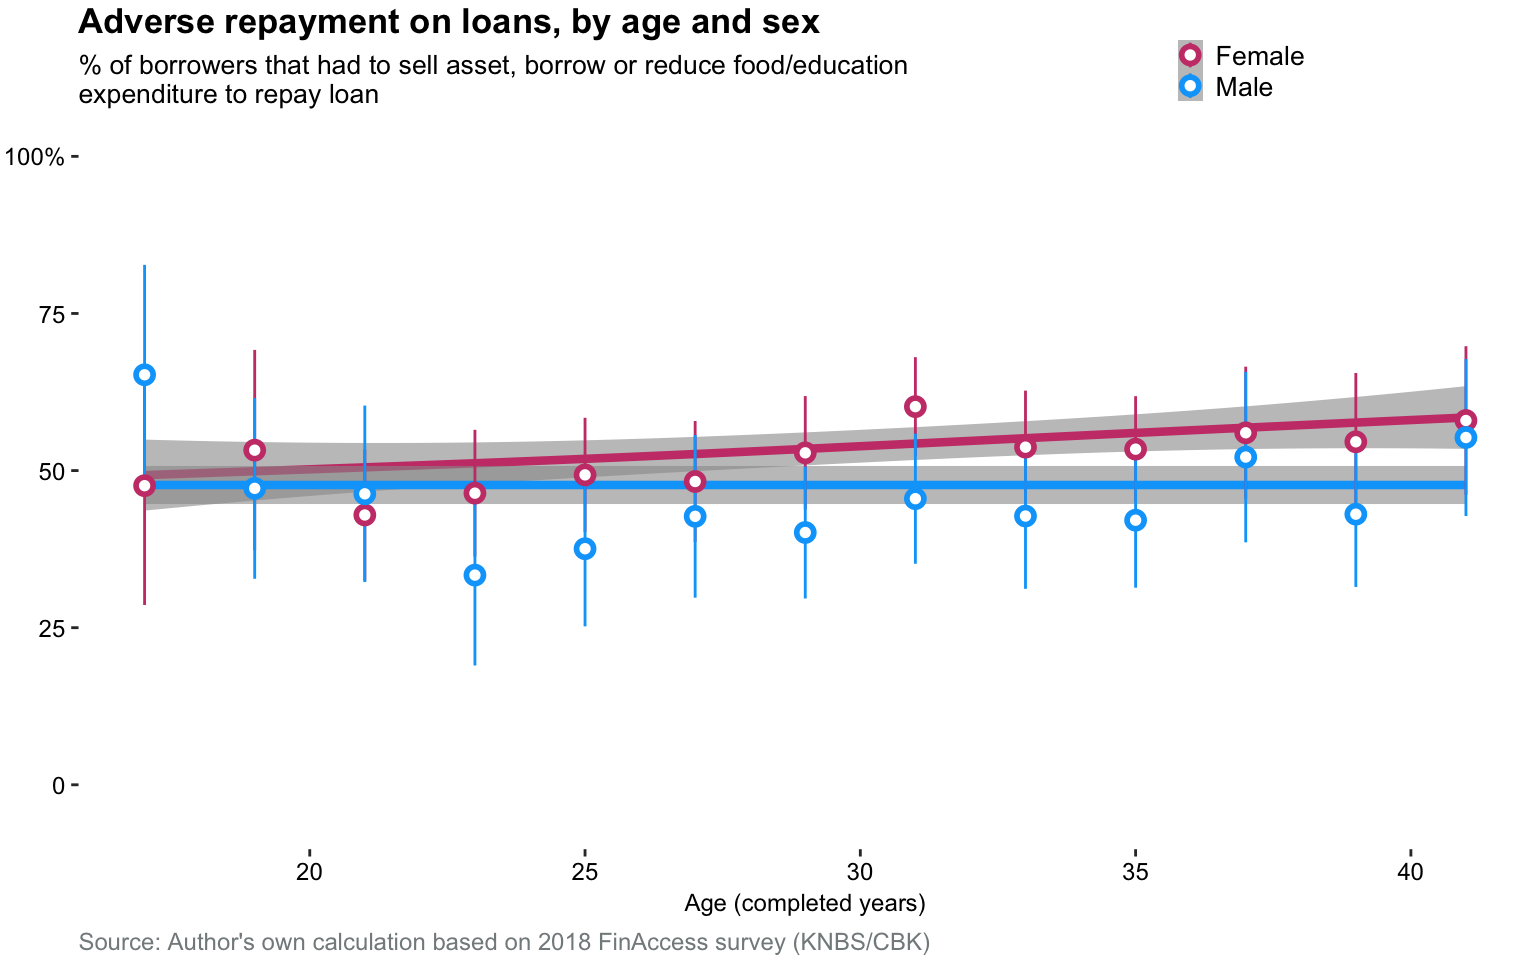 Adverse repayment on loans, by age and sex
% of borrowers that had to sell asset, borrow or reduce food/education
expenditure to repay loan
Female
Male
100%
75
50
25
0
20
25
30
35
40
Age (completed years)
Source: Author's own calculation based on 2018 FinAccess survey (KNBS/CBK)